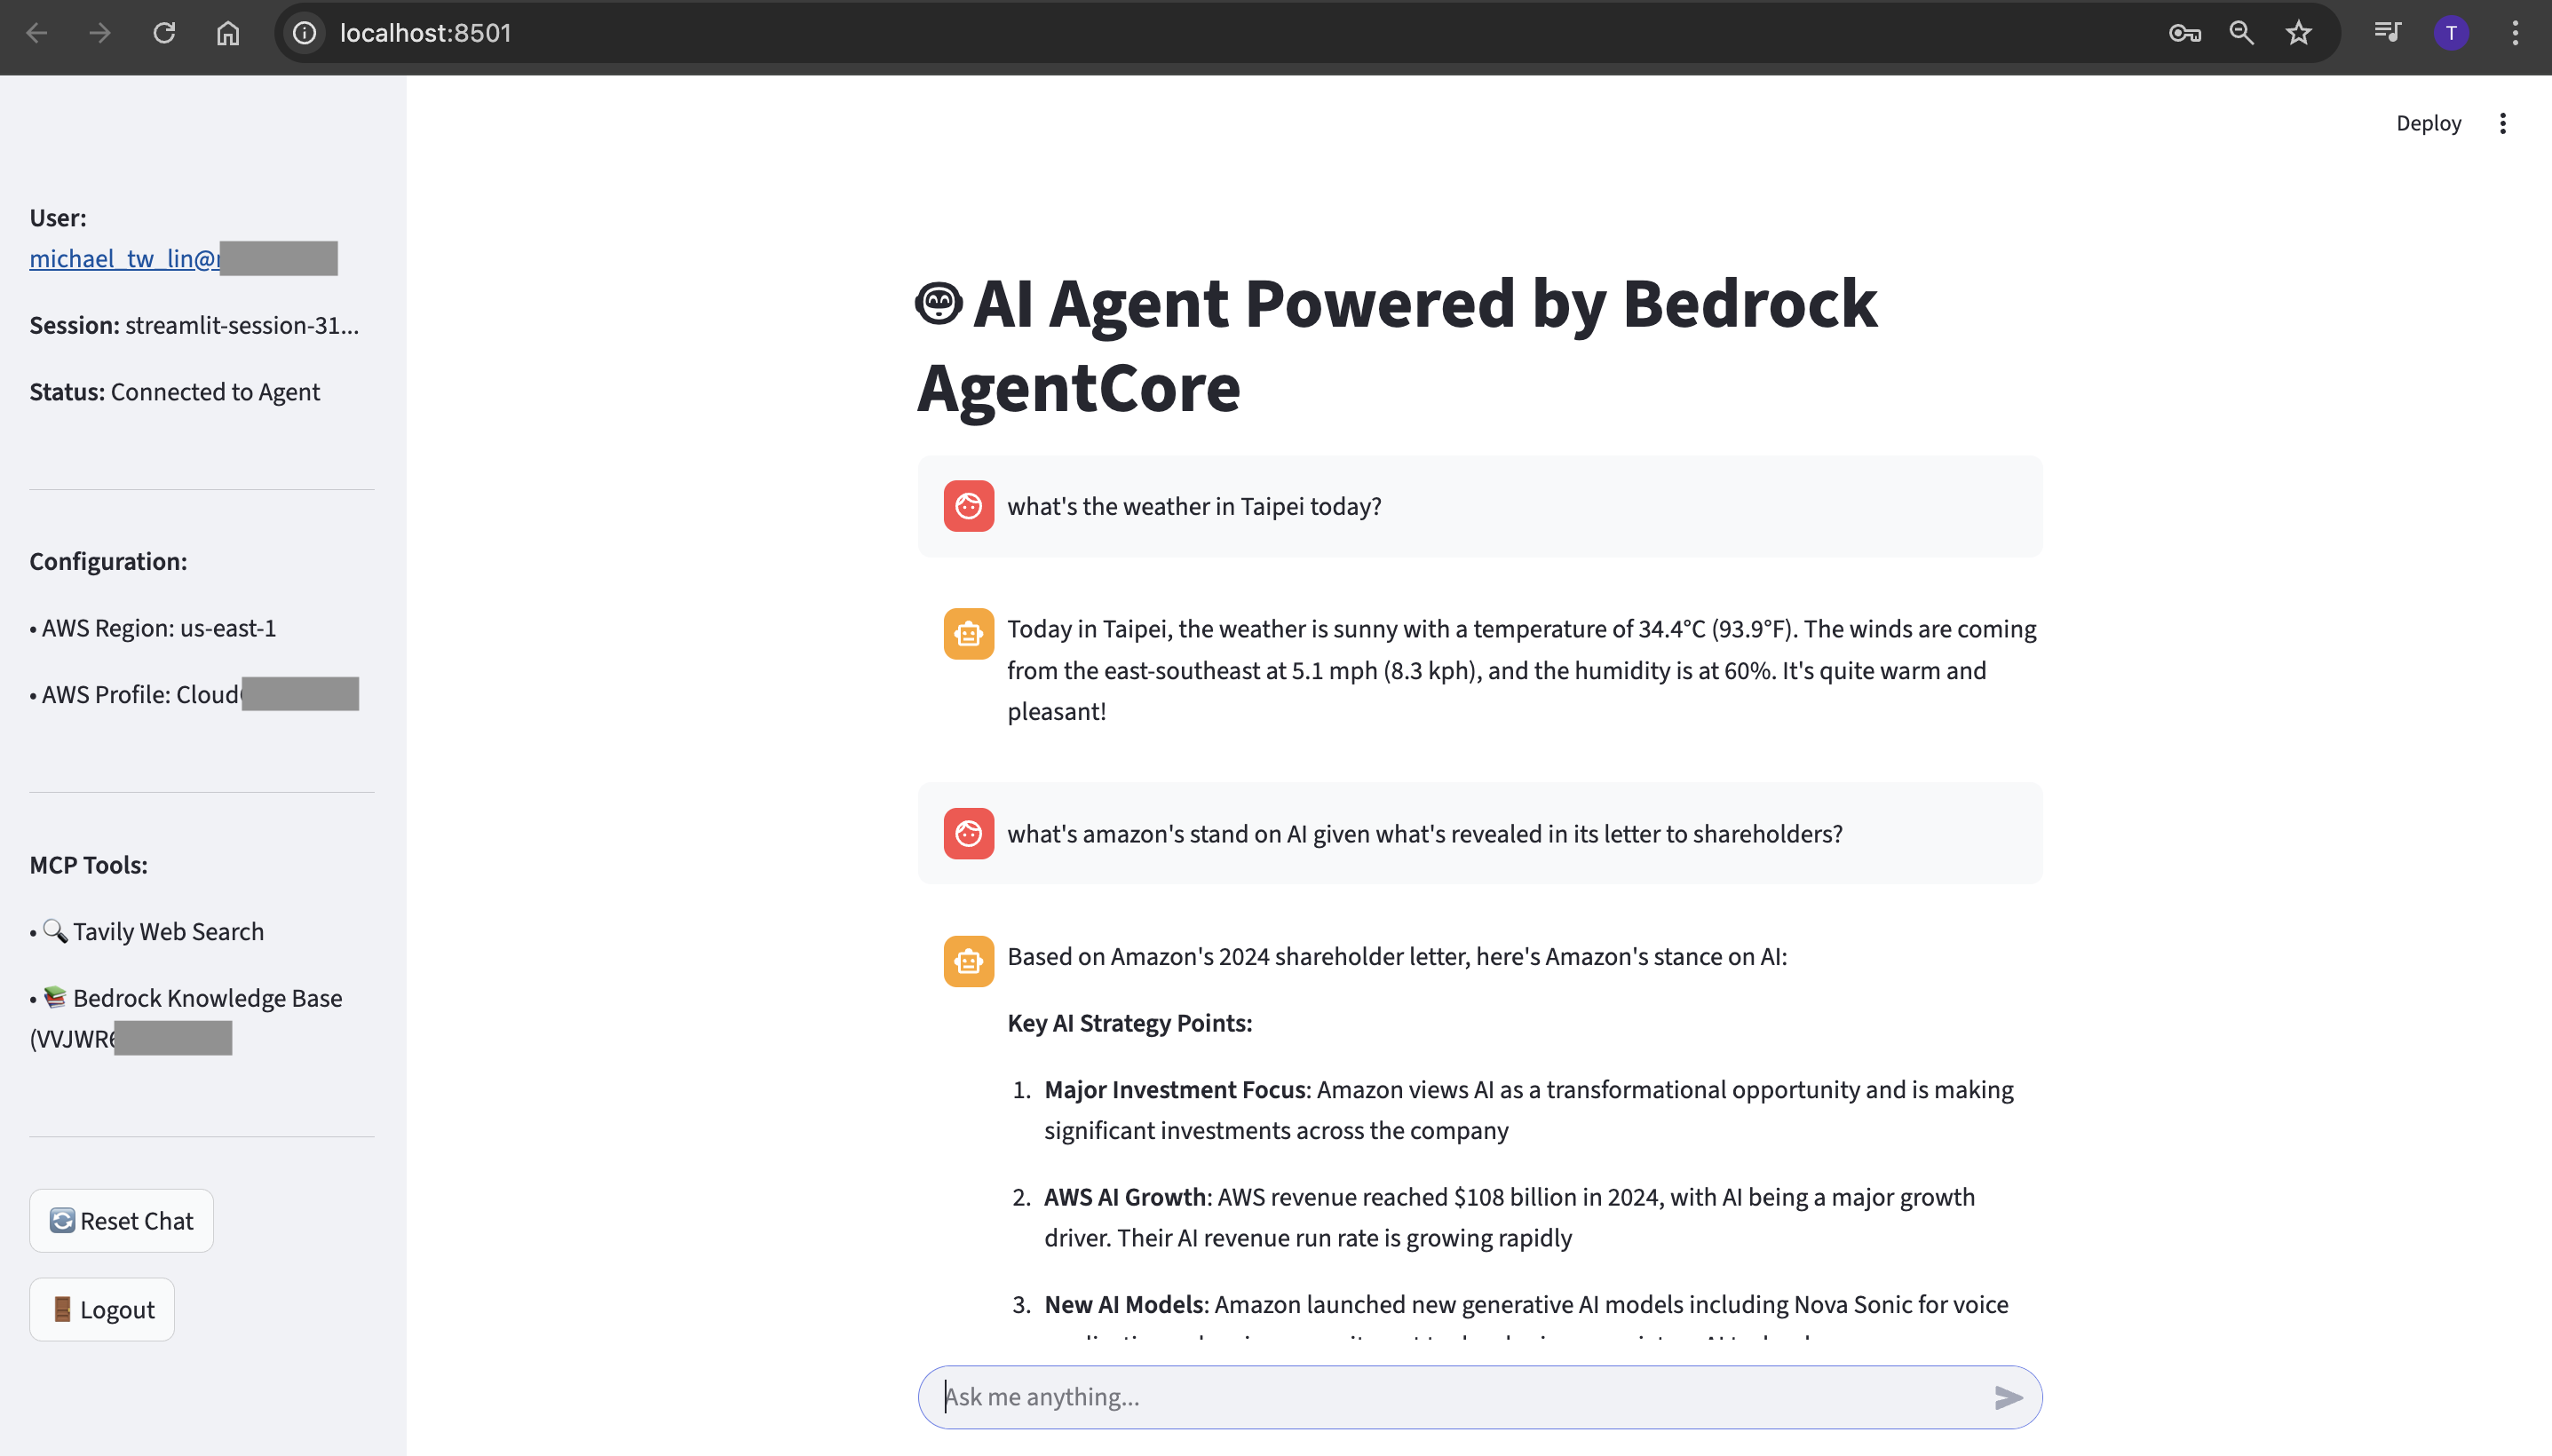 localhost:8501
T
Deploy
User:
michael_tw_lin@
Session: streamlit-session-31...
Status: Connected to Agent
Configuration:
• AWS Region: us-east-1
• AWS Profile: Cloud
MCP Tools:
• Tavily Web Search
• Bedrock Knowledge Base
(VVJWR6
Reset Chat
Logout
AI Agent Powered by Bedrock
AgentCore
what's the weather in Taipei today?
Today in Taipei, the weather is sunny with a temperature of 34.4°C (93.9°F). The winds are coming
from the east-southeast at 5.1 mph (8.3 kph), and the humidity is at 60%. It's quite warm and
pleasant!
what's amazon's stand on AI given what's revealed in its letter to shareholders?
Based on Amazon's 2024 shareholder letter, here's Amazon's stance on AI:
Key AI Strategy Points:
1. Major Investment Focus: Amazon views AI as a transformational opportunity and is making
significant investments across the company
2. AWS AI Growth: AWS revenue reached $108 billion in 2024, with AI being a major growth
driver. Their AI revenue run rate is growing rapidly
3. New AI Models: Amazon launched new generative AI models including Nova Sonic for voice
Ask me anything...